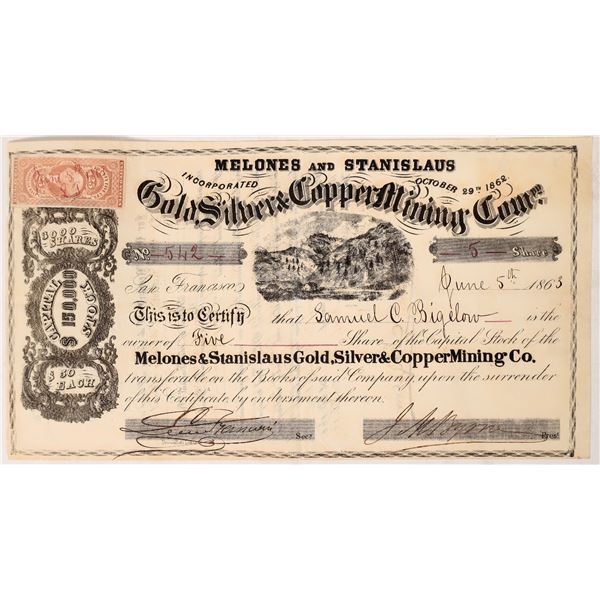 MELONES AND STANISLAUS
INCORPORATED OCTOBER 29TH 1862.
Gold, Silver & Copper Mining Compy.
No 542 5 Shares
San Francisco, June 5th 1863
This is to Certify that Samuel C. Bigelow is the
owner of Five Share of the Capital Stock of the
Melones & Stanislaus Gold, Silver & Copper Mining Co.
transferable on the Books of said Company, upon the surrender
of this Certificate by endorsement thereon.
Secy Prest
3000 SHARES
CAPITAL STOCK
$150,000
$50 EACH
25